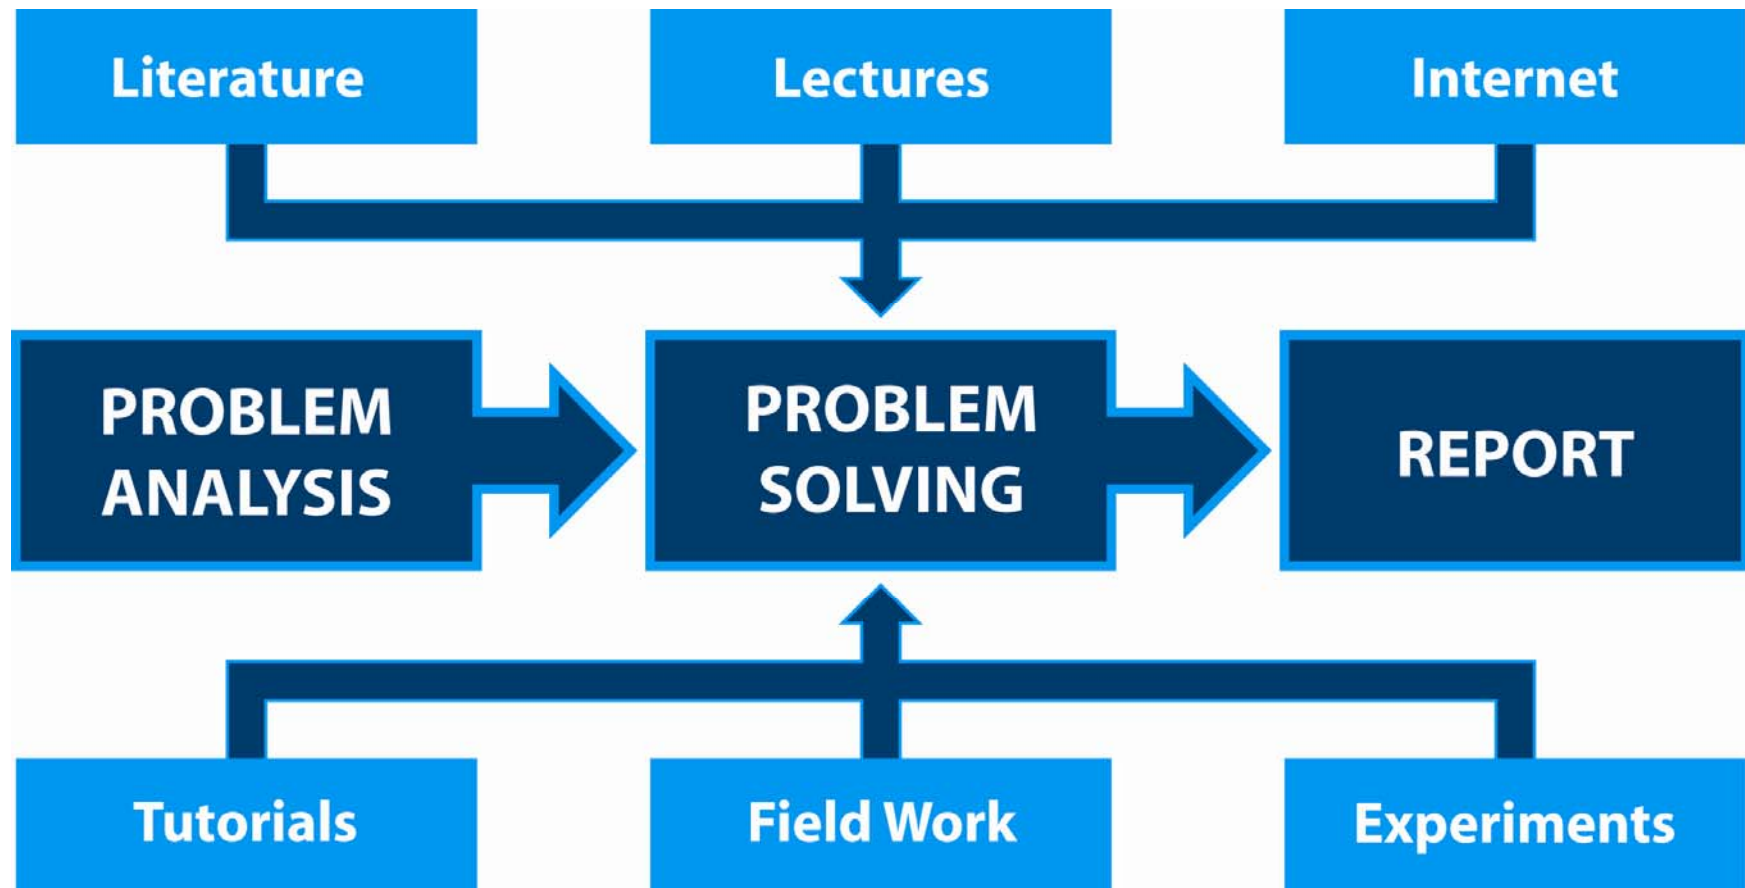 Literature
Lectures
Internet
PROBLEM
ANALYSIS
PROBLEM
SOLVING
REPORT
Tutorials
Field Work
Experiments